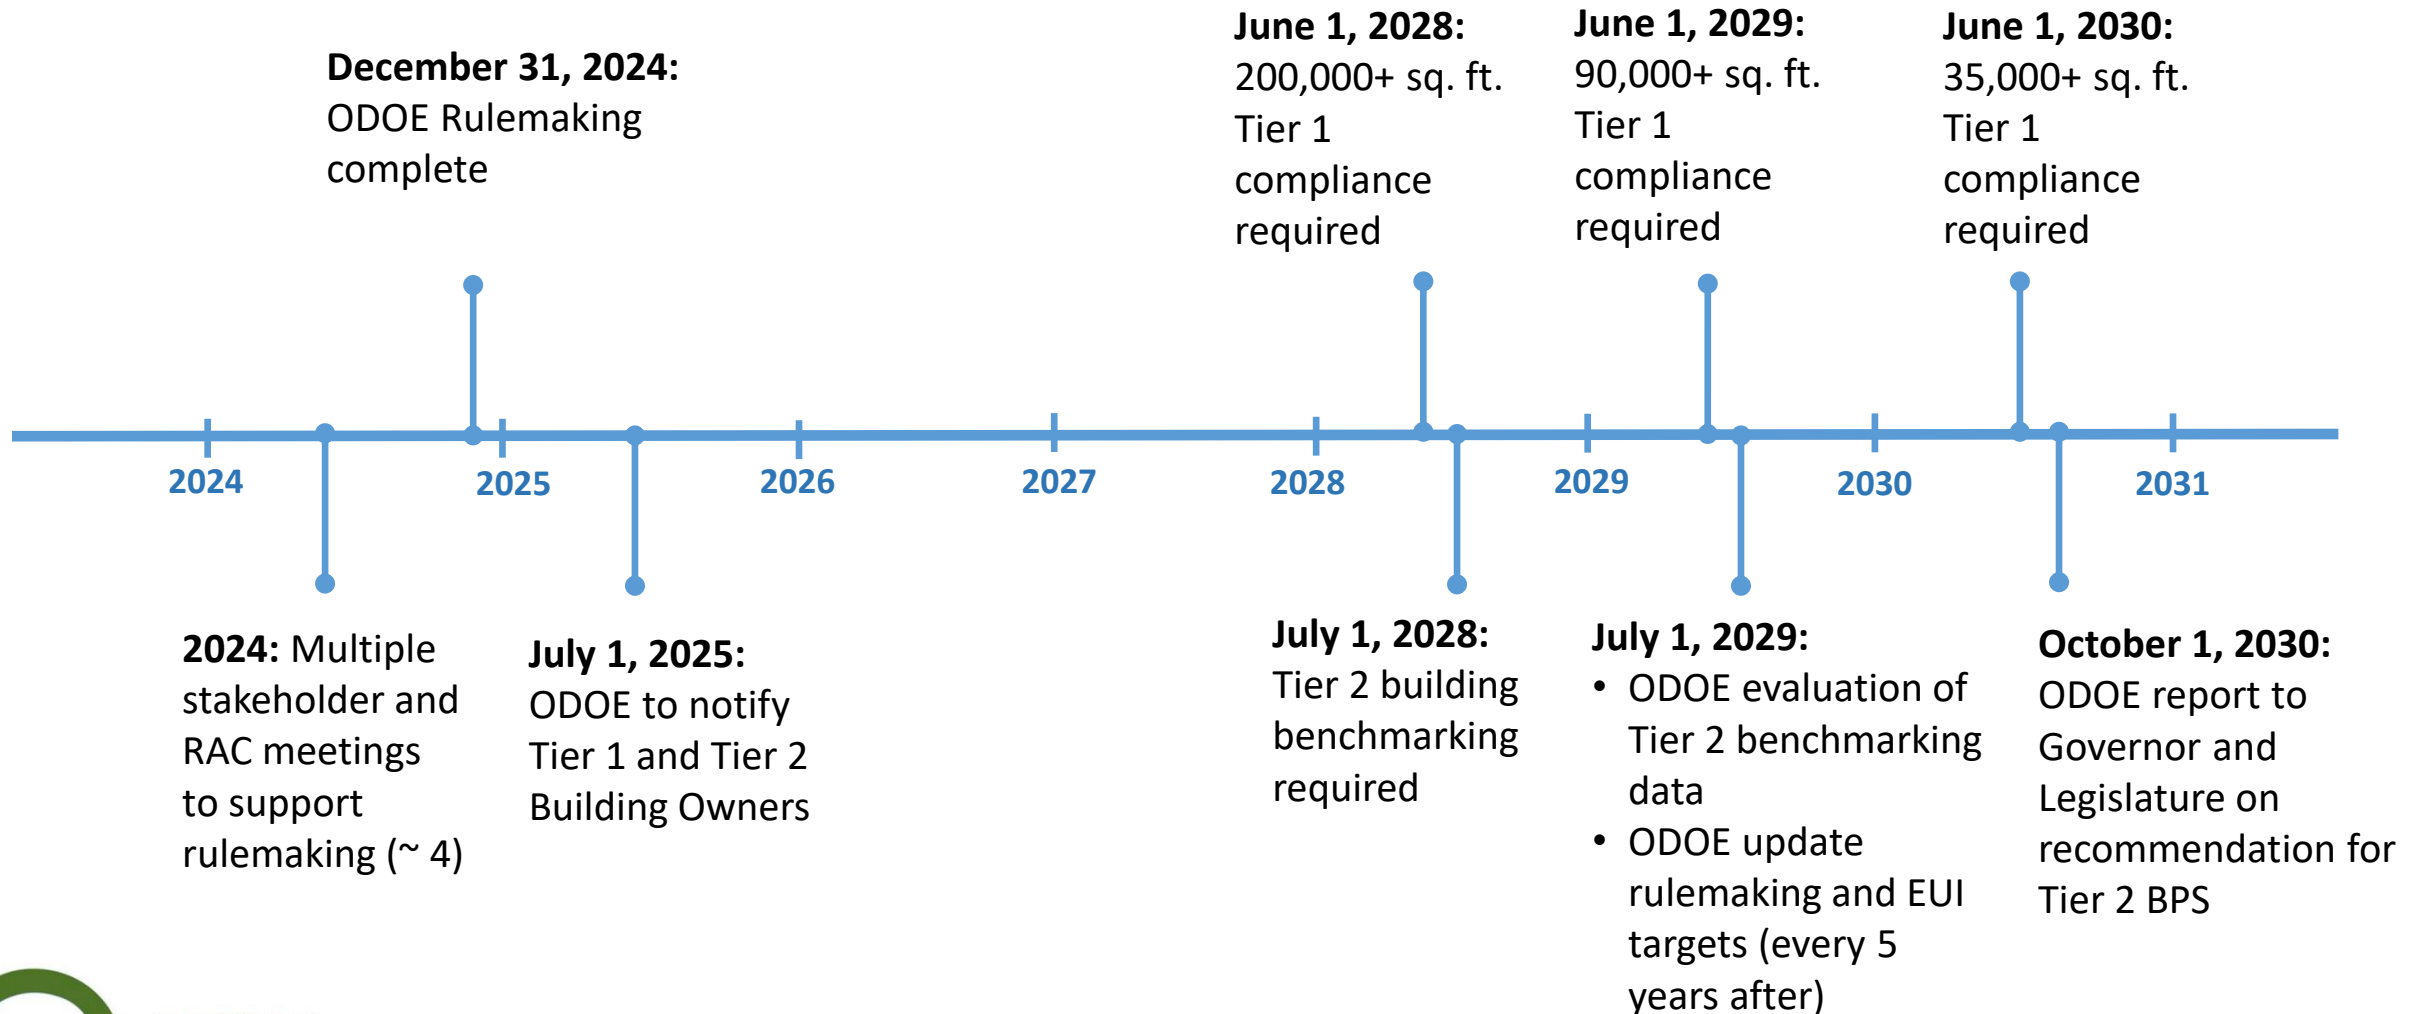 December 31, 2024:
ODOE Rulemaking
complete
June 1, 2028:
200,000+ sq. ft.
Tier 1
compliance
required
June 1, 2029:
90,000+ sq. ft.
Tier 1
compliance
required
June 1, 2030:
35,000+ sq. ft.
Tier 1
compliance
required
2024
2025
2026
2027
2028
2029
2030
2031
2024: Multiple
stakeholder and
RAC meetings
to support
rulemaking (~ 4)
July 1, 2025:
ODOE to notify
Tier 1 and Tier 2
Building Owners
July 1, 2028:
Tier 2 building
benchmarking
required
July 1, 2029:
• ODOE evaluation of
Tier 2 benchmarking
data
• ODOE update
rulemaking and EUI
targets (every 5
years after)
October 1, 2030:
ODOE report to
Governor and
Legislature on
recommendation for
Tier 2 BPS